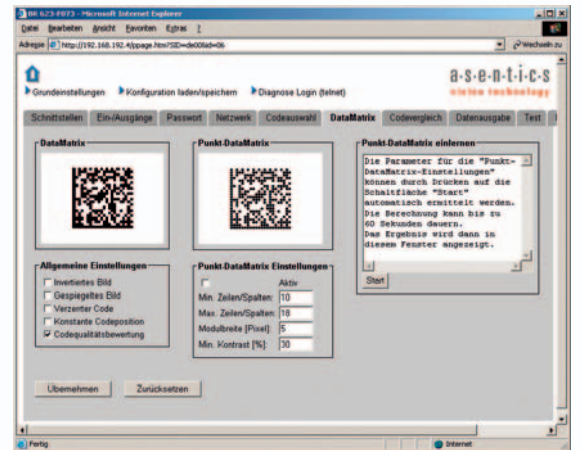 BR 623-F073 - Microsoft Internet Explorer
Datei Bearbeiten Ansicht Favoriten Extras ?
Adresse http://192.168.192.4/ppage.htm?SID=de00&ad=06 Wechseln zu
a·s·e·n·t·i·c·s
vision technology
Grundeinstellungen Konfiguration laden/speichern Diagnose Login (telnet)
Schnittstellen Ein-/Ausgänge Passwort Netzwerk Codeauswahl DataMatrix Codevergleich Datenausgabe Test
DataMatrix Punkt-DataMatrix Punkt-DataMatrix einlernen
Die Parameter für die "Punkt-
DataMatrix-Einstellungen"
können durch Drücken auf die
Schaltfläche "Start"
automatisch ermittelt werden.
Die Berechnung kann bis zu
60 Sekunden dauern.
Das Ergebnis wird dann in
diesem Fenster angezeigt.
Start
Allgemeine Einstellungen
Invertiertes Bild
Gespiegeltes Bild
Verzerrter Code
Konstante Codeposition
Codequalitätsbewertung
Punkt-DataMatrix Einstellungen
Aktiv
Min. Zeilen/Spalten: 10
Max. Zeilen/Spalten: 18
Modulbreite [Pixel]: 5
Min. Kontrast [%]: 30
Übernehmen Zurücksetzen
Fertig Internet